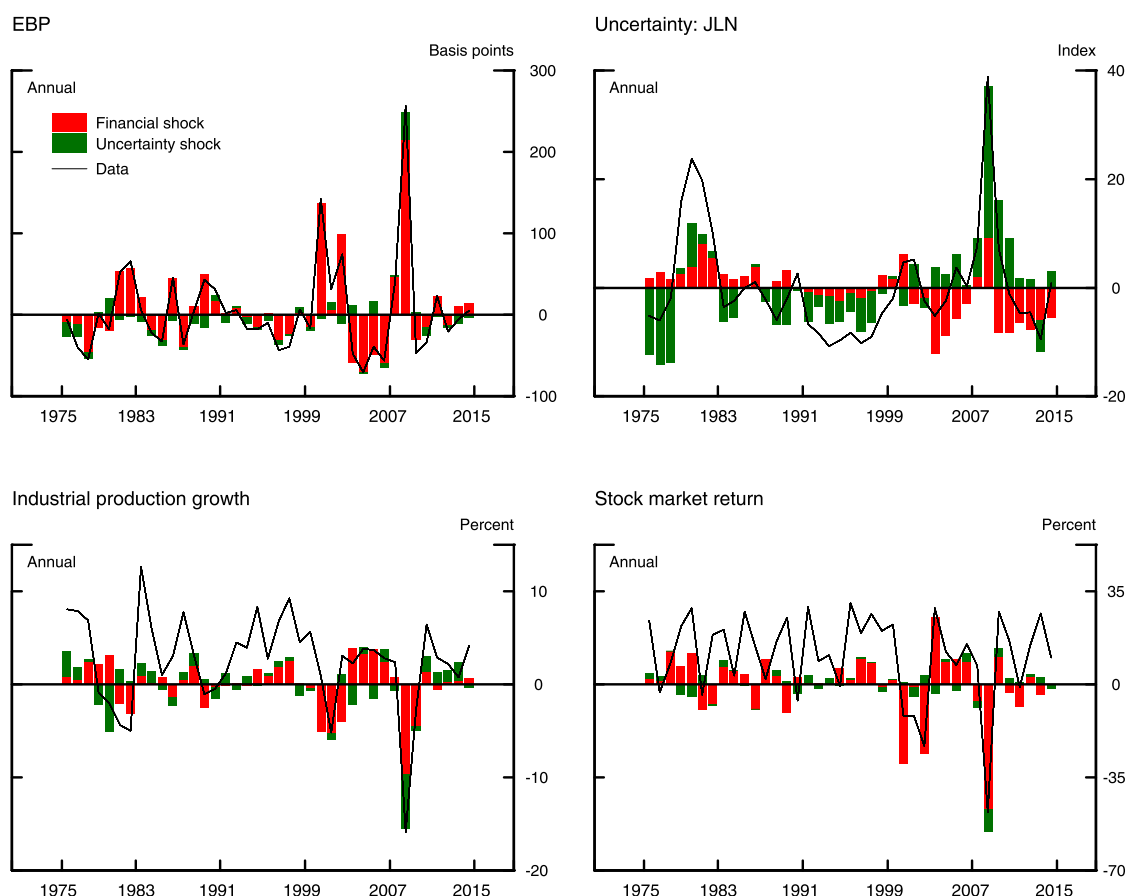 EBP
Basis points
300
Annual
Financial shock
Uncertainty shock
Data
200
100
0
-100
1975 1983 1991 1999 2007 2015
Uncertainty: JLN
Index
40
Annual
20
0
-20
1975 1983 1991 1999 2007 2015
Industrial production growth
Percent
Annual
10
0
-10
-20
1975 1983 1991 1999 2007 2015
Stock market return
Percent
Annual
35
0
-35
-70
1975 1983 1991 1999 2007 2015